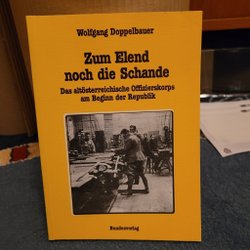 Wolfgang Doppelbauer
Zum Elend
noch die Schande
Das altösterreichische Offizierskorps
am Beginn der Republik
Bundesverlag